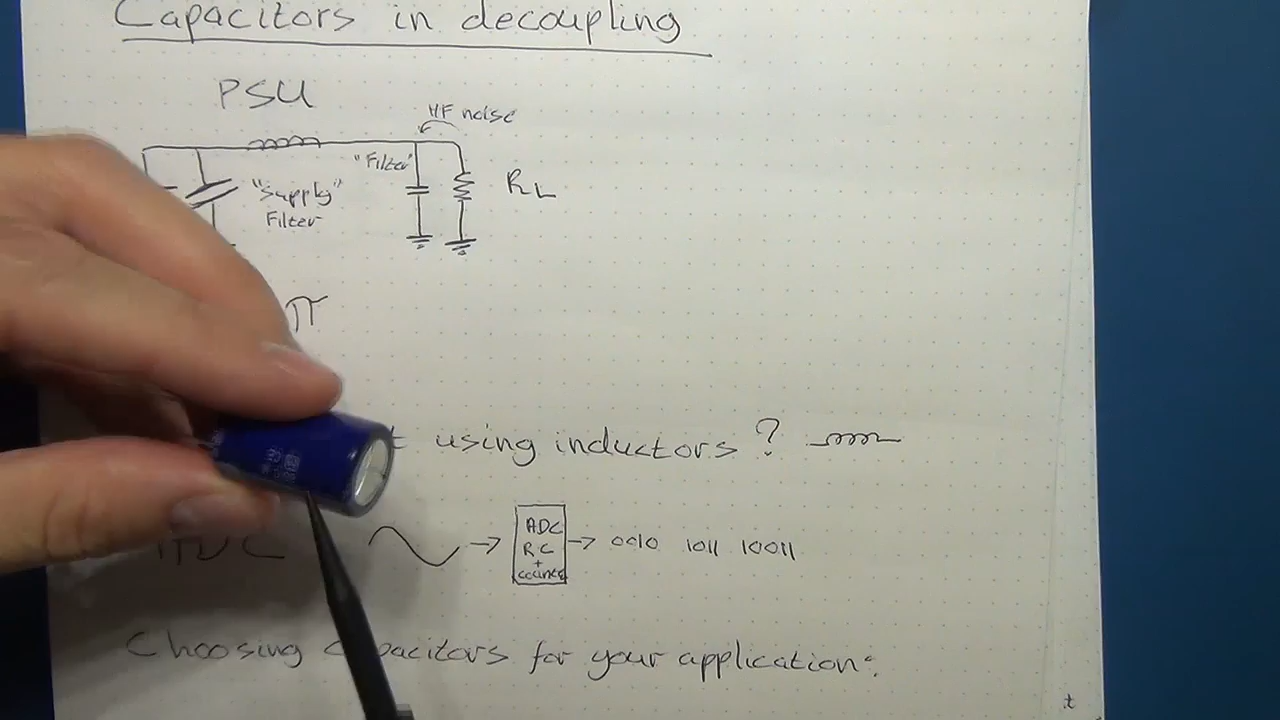 Capacitors in decoupling
PSU
HF noise
"Filter"
"Supply"
Filter
RL
π
using inductors?
ADC
RC
+
→ 0010 1011 10011
Choosing capacitors for your application:
t